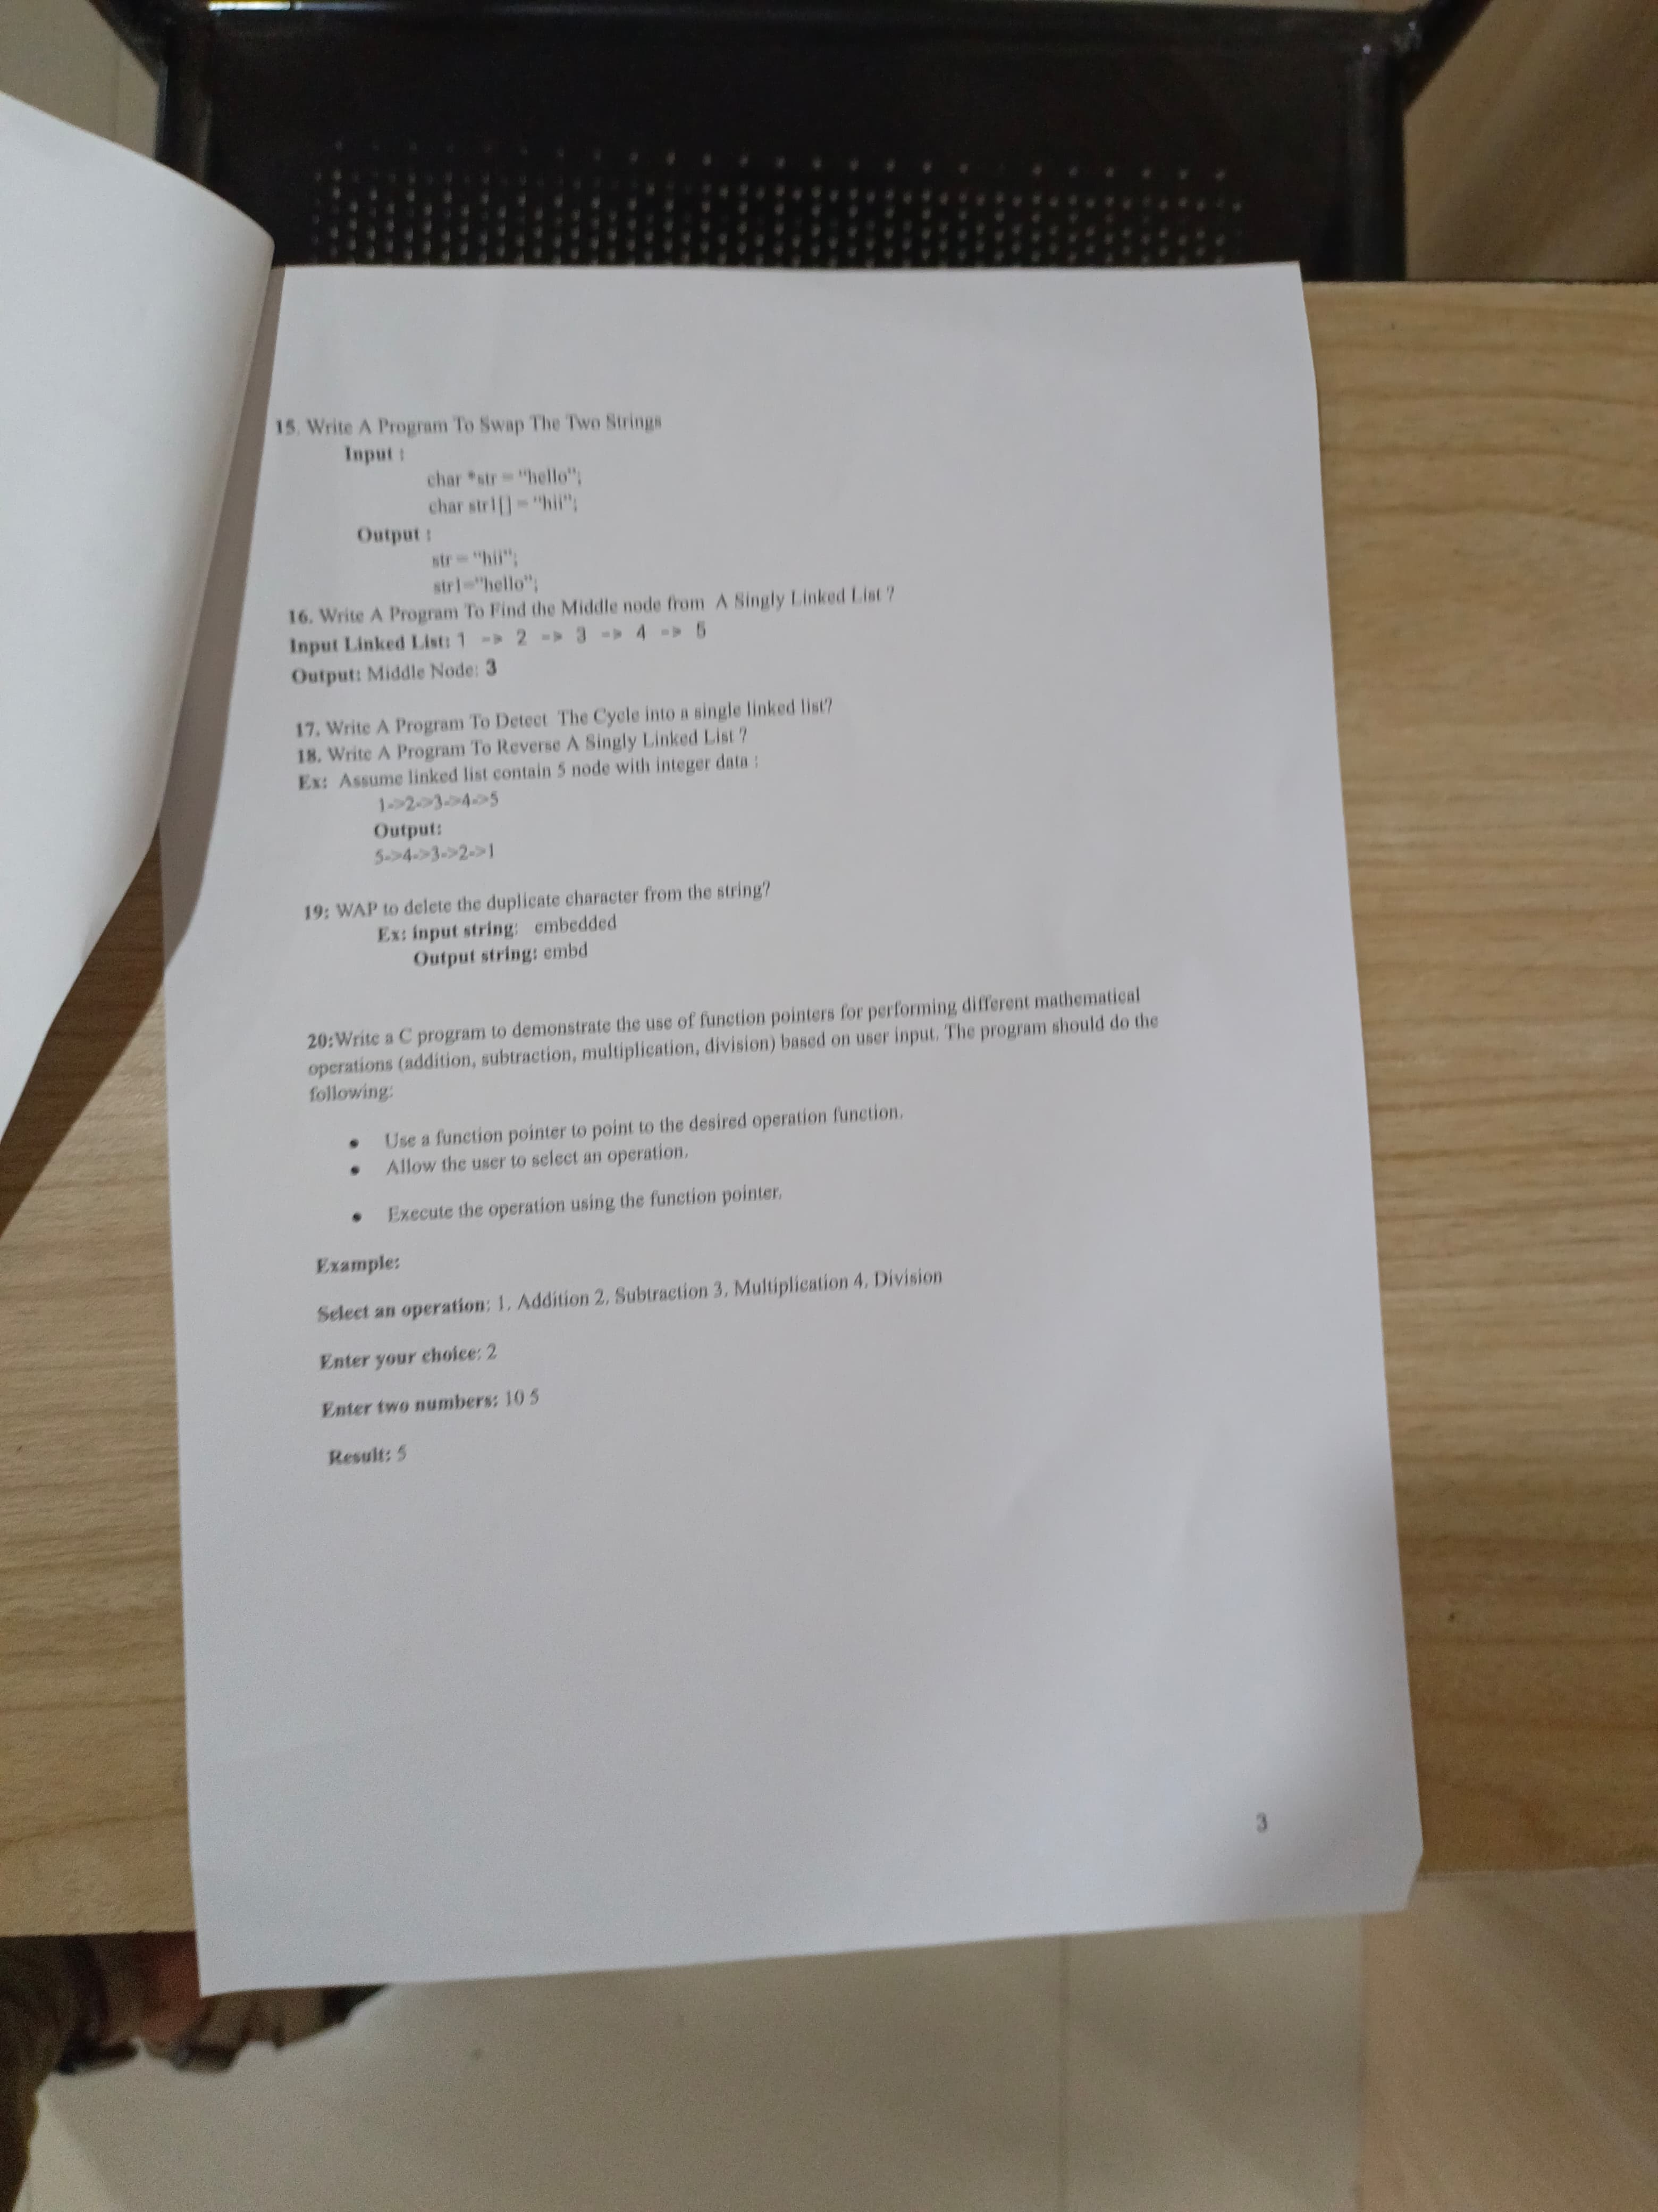 15. Write A Program To Swap The Two Strings
Input :
char *str = "hello";
char str1[] = "hii";
Output :
str = "hii";
str1="hello";
16. Write A Program To Find the Middle node from A Singly Linked List ?
Input Linked List: 1 -> 2 -> 3 -> 4 -> 5
Output: Middle Node: 3
17. Write A Program To Detect The Cycle into a single linked list?
18. Write A Program To Reverse A Singly Linked List ?
Ex: Assume linked list contain 5 node with integer data :
1->2->3->4->5
Output:
5->4->3->2->1
19: WAP to delete the duplicate character from the string?
Ex: input string: embedded
Output string: embd
20:Write a C program to demonstrate the use of function pointers for performing different mathematical
operations (addition, subtraction, multiplication, division) based on user input. The program should do the
following:
• Use a function pointer to point to the desired operation function.
• Allow the user to select an operation.
• Execute the operation using the function pointer.
Example:
Select an operation: 1. Addition 2. Subtraction 3. Multiplication 4. Division
Enter your choice: 2
Enter two numbers: 10 5
Result: 5
3